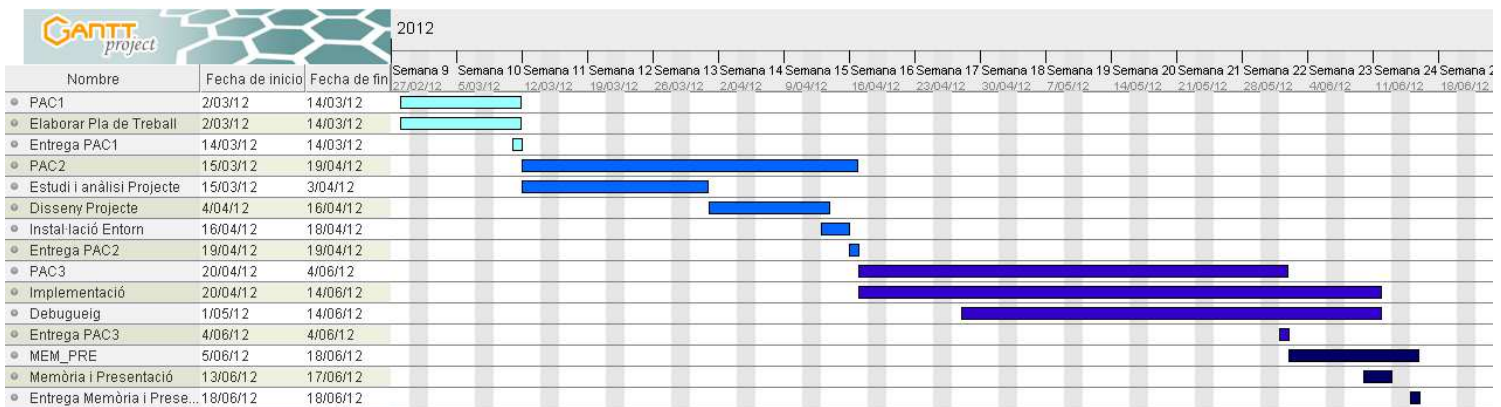 GANTT project
2012
Nombre Fecha de inicio Fecha de fin
Semana 9 Semana 10 Semana 11 Semana 12 Semana 13 Semana 14 Semana 15 Semana 16 Semana 17 Semana 18 Semana 19 Semana 20 Semana 21 Semana 22 Semana 23 Semana 24 Semana 2
27/02/12 5/03/12 12/03/12 19/03/12 26/03/12 2/04/12 9/04/12 16/04/12 23/04/12 30/04/12 7/05/12 14/05/12 21/05/12 28/05/12 4/06/12 11/06/12 18/06/12
PAC1 2/03/12 14/03/12
Elaborar Pla de Treball 2/03/12 14/03/12
Entrega PAC1 14/03/12 14/03/12
PAC2 15/03/12 19/04/12
Estudi i anàlisi Projecte 15/03/12 3/04/12
Disseny Projecte 4/04/12 16/04/12
Instal·lació Entorn 16/04/12 18/04/12
Entrega PAC2 19/04/12 19/04/12
PAC3 20/04/12 4/06/12
Implementació 20/04/12 14/06/12
Debugueig 1/05/12 14/06/12
Entrega PAC3 4/06/12 4/06/12
MEM_PRE 5/06/12 18/06/12
Memòria i Presentació 13/06/12 17/06/12
Entrega Memòria i Prese... 18/06/12 18/06/12